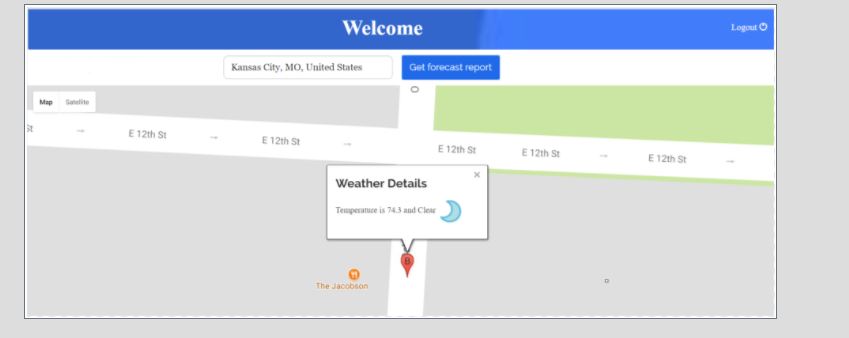 Welcome
Logout
Kansas City, MO, United States
Get forecast report
Map
Satellite
St
E 12th St
E 12th St
E 12th St
E 12th St
E 12th St
Weather Details
Temperature is 74.3 and Clear
B
The Jacobson